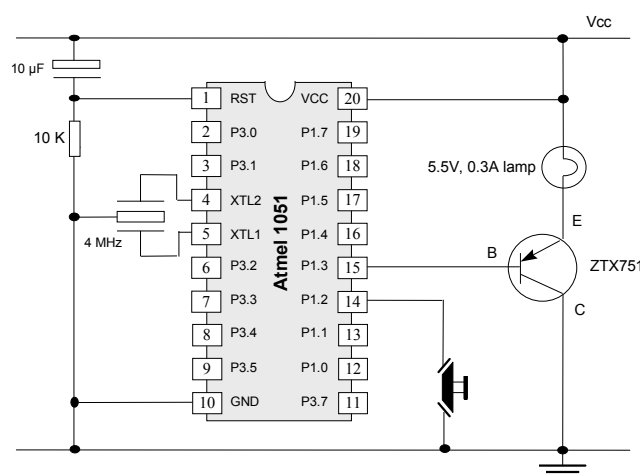 Vcc
10 µF
10 K
4 MHz
1 RST VCC 20
2 P3.0 P1.7 19
3 P3.1 P1.6 18
4 XTL2 P1.5 17
5 XTL1 P1.4 16
6 P3.2 P1.3 15
7 P3.3 P1.2 14
8 P3.4 P1.1 13
9 P3.5 P1.0 12
10 GND P3.7 11
Atmel 1051
5.5V, 0.3A lamp
E
B
ZTX751
C